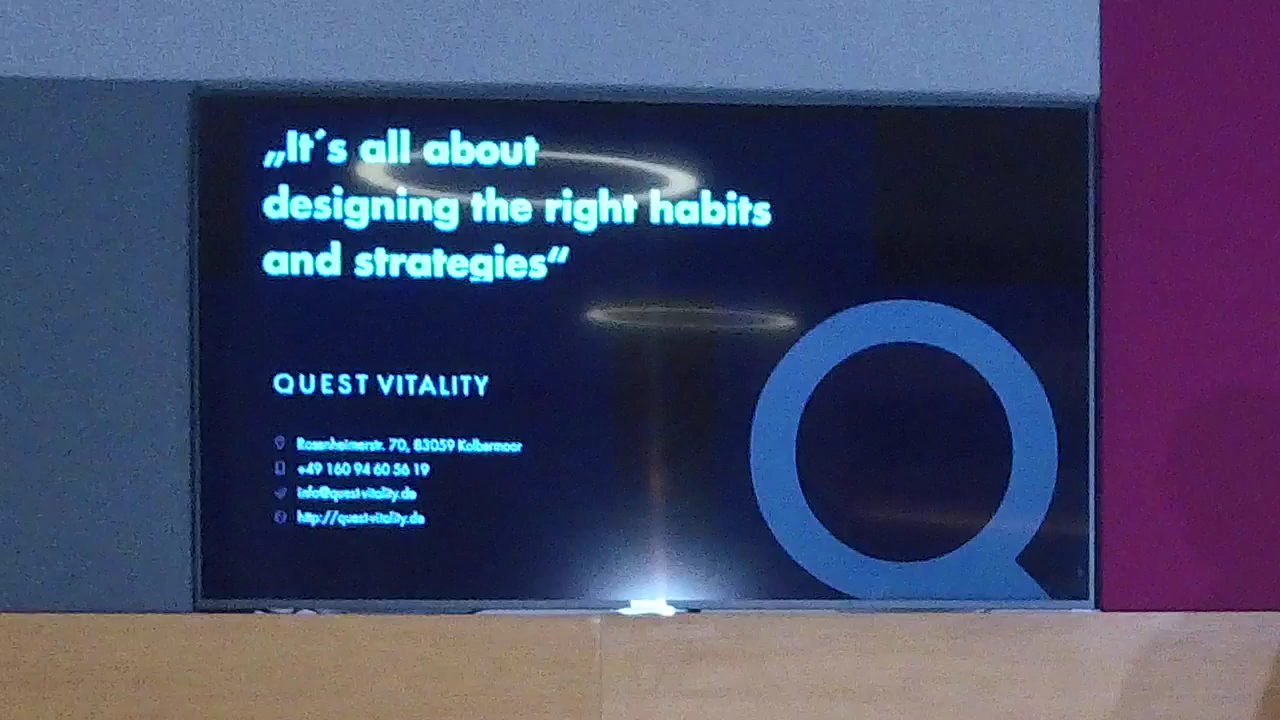 „It´s all about
designing the right habits
and strategies“
QUEST VITALITY
Rosenheimerstr. 70, 83059 Kolbermoor
+49 160 94 60 56 19
info@quest-vitality.de
http://quest-vitality.de